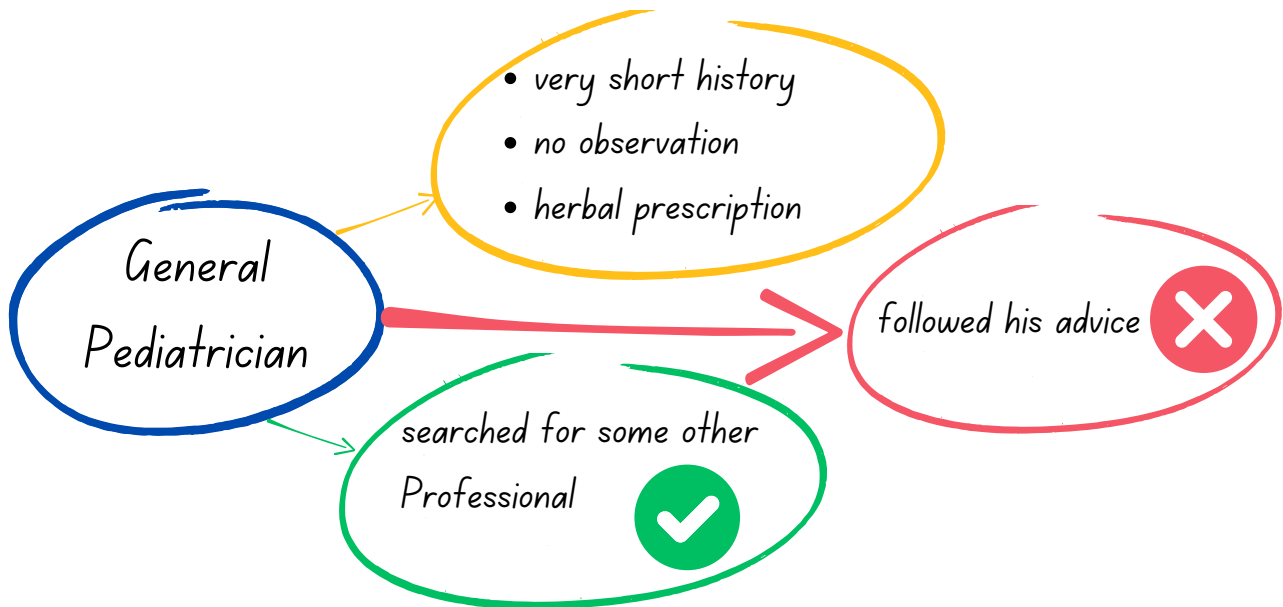 very short history
no observation
herbal prescription
General
Pediatrician
followed his advice
searched for some other
Professional